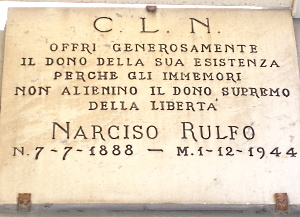 C. L. N.
OFFRI GENEROSAMENTE
IL DONO DELLA SUA ESISTENZA
PERCHE GLI IMMEMORI
NON ALIENINO IL DONO SUPREMO
DELLA LIBERTA'
NARCISO RULFO
N. 7-7-1888 — M. 1-12-1944